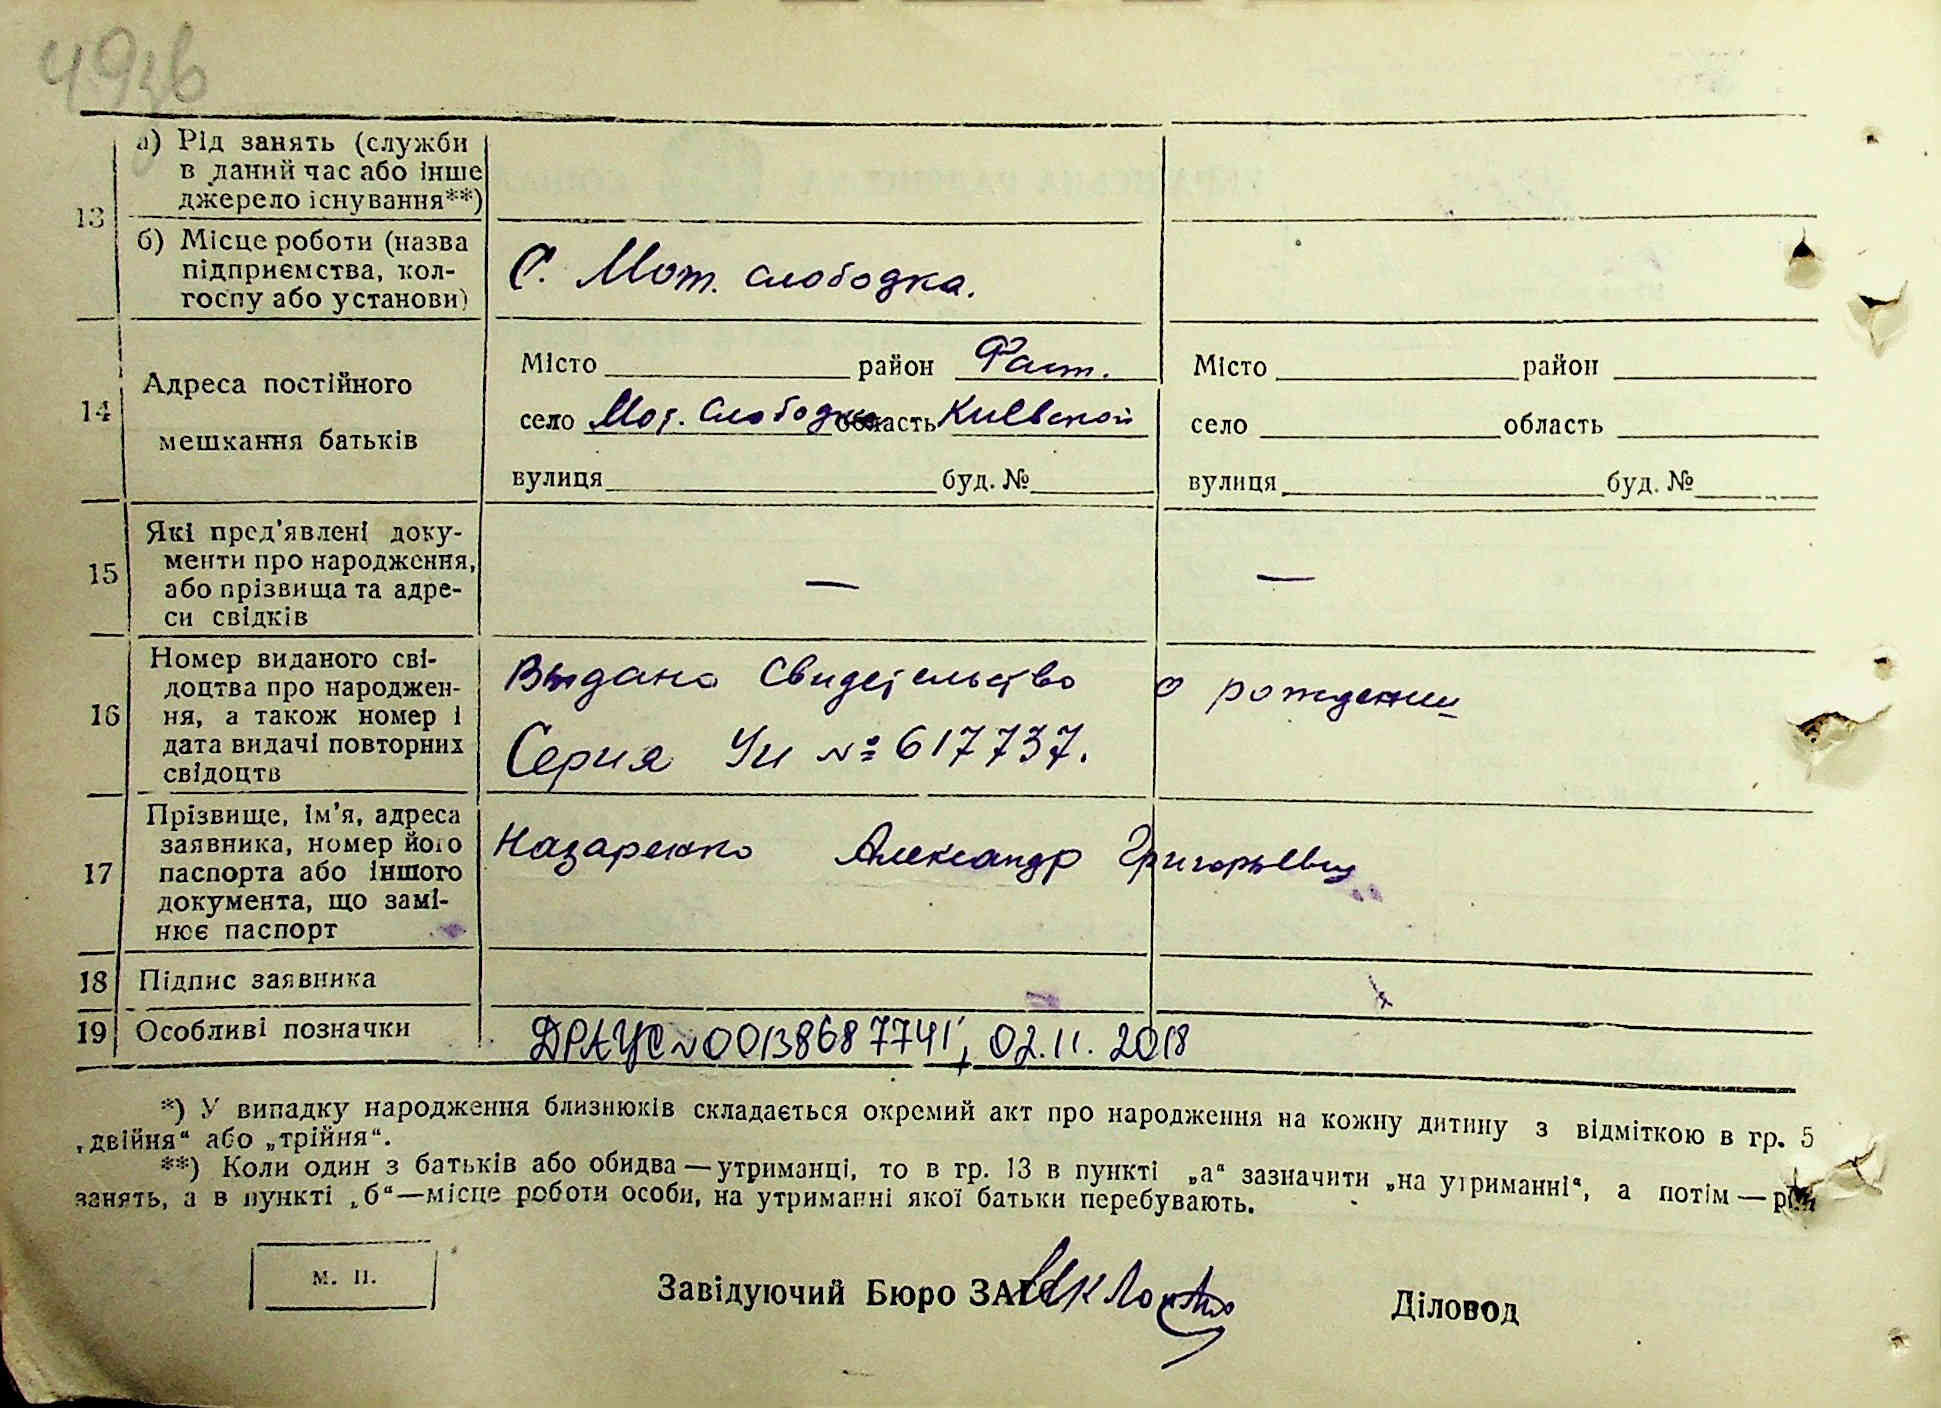 49зв
13
а) Рід занять (служби
в даний час або інше
джерело існування**)
б) Місце роботи (назва
підприємства, кол-
госпу або установи)
С. Мот. слободка.
14
Адреса постійного
мешкання батьків
Місто район Фаст.
село Мот. Слободка область Киевской
вулиця буд. №
Місто район
село область
вулиця буд. №
15
Які пред'явлені доку-
менти про народження,
або прізвища та адре-
си свідків
—
—
16
Номер виданого сві-
доцтва про народжен-
ня, а також номер і
дата видачі повторних
свідоцтв
Выдано Свидетельство о рождении
Серия Уи № 617737.
17
Прізвище, ім'я, адреса
заявника, номер його
паспорта або іншого
документа, що замі-
нює паспорт
Назаренко Александр Григорьевич
18
Підпис заявника
19
Особливі позначки
ДРАЦС № 00138687741, 02.11.2018
*) У випадку народження близнюків складається окремий акт про народження на кожну дитину з відміткою в гр. 5
„двійня“ або „трійня“.
**) Коли один з батьків або обидва—утриманці, то в гр. 13 в пункті „а“ зазначити „на утриманні“, а потім—рід
занять, а в пункті „б“—місце роботи особи, на утриманні якої батьки перебувають.
м. п.
Завідуючий Бюро ЗАГС
Діловод